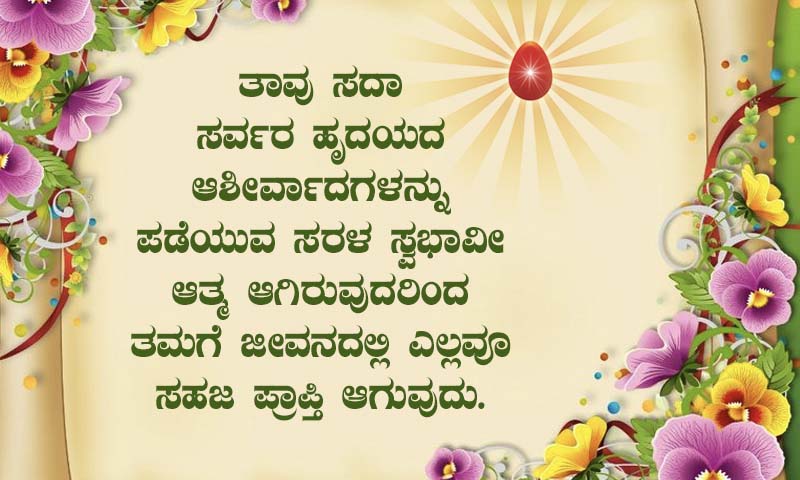 ತಾವು ಸದಾ
ಸರ್ವರ ಹೃದಯದ
ಆಶೀರ್ವಾದಗಳನ್ನು
ಪಡೆಯುವ ಸರಳ ಸ್ವಭಾವೀ
ಆತ್ಮ ಆಗಿರುವುದರಿಂದ
ತಮಗೆ ಜೀವನದಲ್ಲಿ ಎಲ್ಲವೂ
ಸಹಜ ಪ್ರಾಪ್ತಿ ಆಗುವುದು.